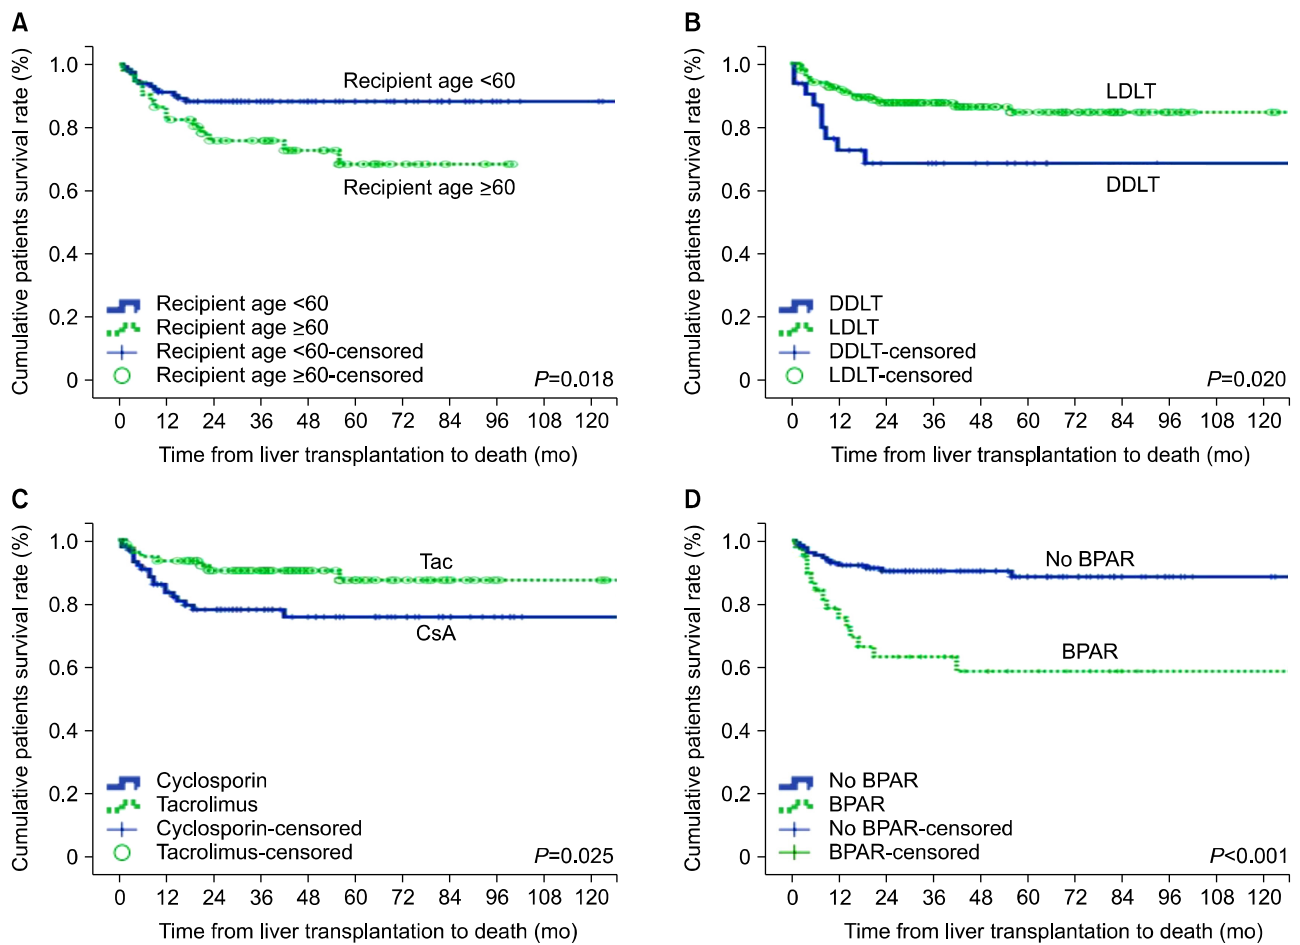 A
Cumulative patients survival rate (%)
1.0
0.8
0.6
0.4
0.2
0
Recipient age <60
Recipient age ≥60
Recipient age <60
Recipient age ≥60
Recipient age <60-censored
Recipient age ≥60-censored
P=0.018
0 12 24 36 48 60 72 84 96 108 120
Time from liver transplantation to death (mo)
B
Cumulative patients survival rate (%)
1.0
0.8
0.6
0.4
0.2
0
LDLT
DDLT
DDLT
LDLT
DDLT-censored
LDLT-censored
P=0.020
0 12 24 36 48 60 72 84 96 108 120
Time from liver transplantation to death (mo)
C
Cumulative patients survival rate (%)
1.0
0.8
0.6
0.4
0.2
0
Tac
CsA
Cyclosporin
Tacrolimus
Cyclosporin-censored
Tacrolimus-censored
P=0.025
0 12 24 36 48 60 72 84 96 108 120
Time from liver transplantation to death (mo)
D
Cumulative patients survival rate (%)
1.0
0.8
0.6
0.4
0.2
0
No BPAR
BPAR
No BPAR
BPAR
No BPAR-censored
BPAR-censored
P<0.001
0 12 24 36 48 60 72 84 96 108 120
Time from liver transplantation to death (mo)